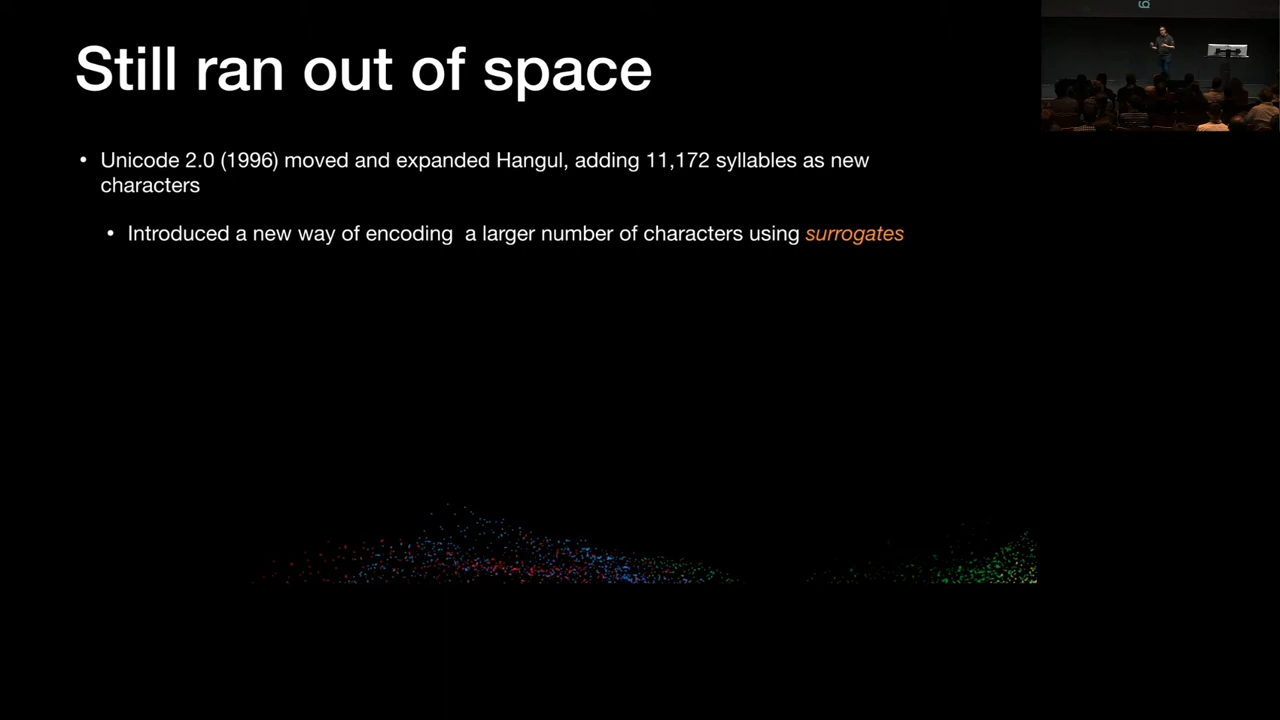 Still ran out of space
• Unicode 2.0 (1996) moved and expanded Hangul, adding 11,172 syllables as new
characters
• Introduced a new way of encoding  a larger number of characters using surrogates